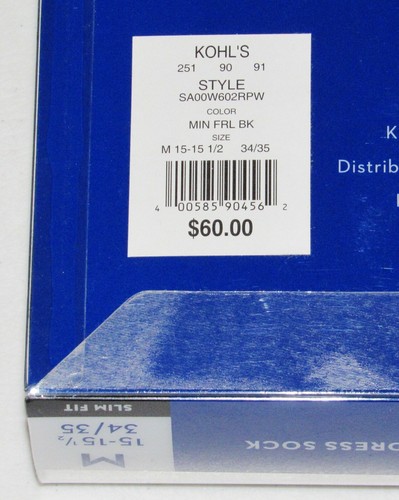 KOHL'S
251 90 91
STYLE
SA00W602RPW
COLOR
MIN FRL BK
SIZE
M 15-15 1/2 34/35
4 00585 90456 2
$60.00
K
Distrib
SLIM FIT
15-15 ½
34/35
M
DRESS SOCK